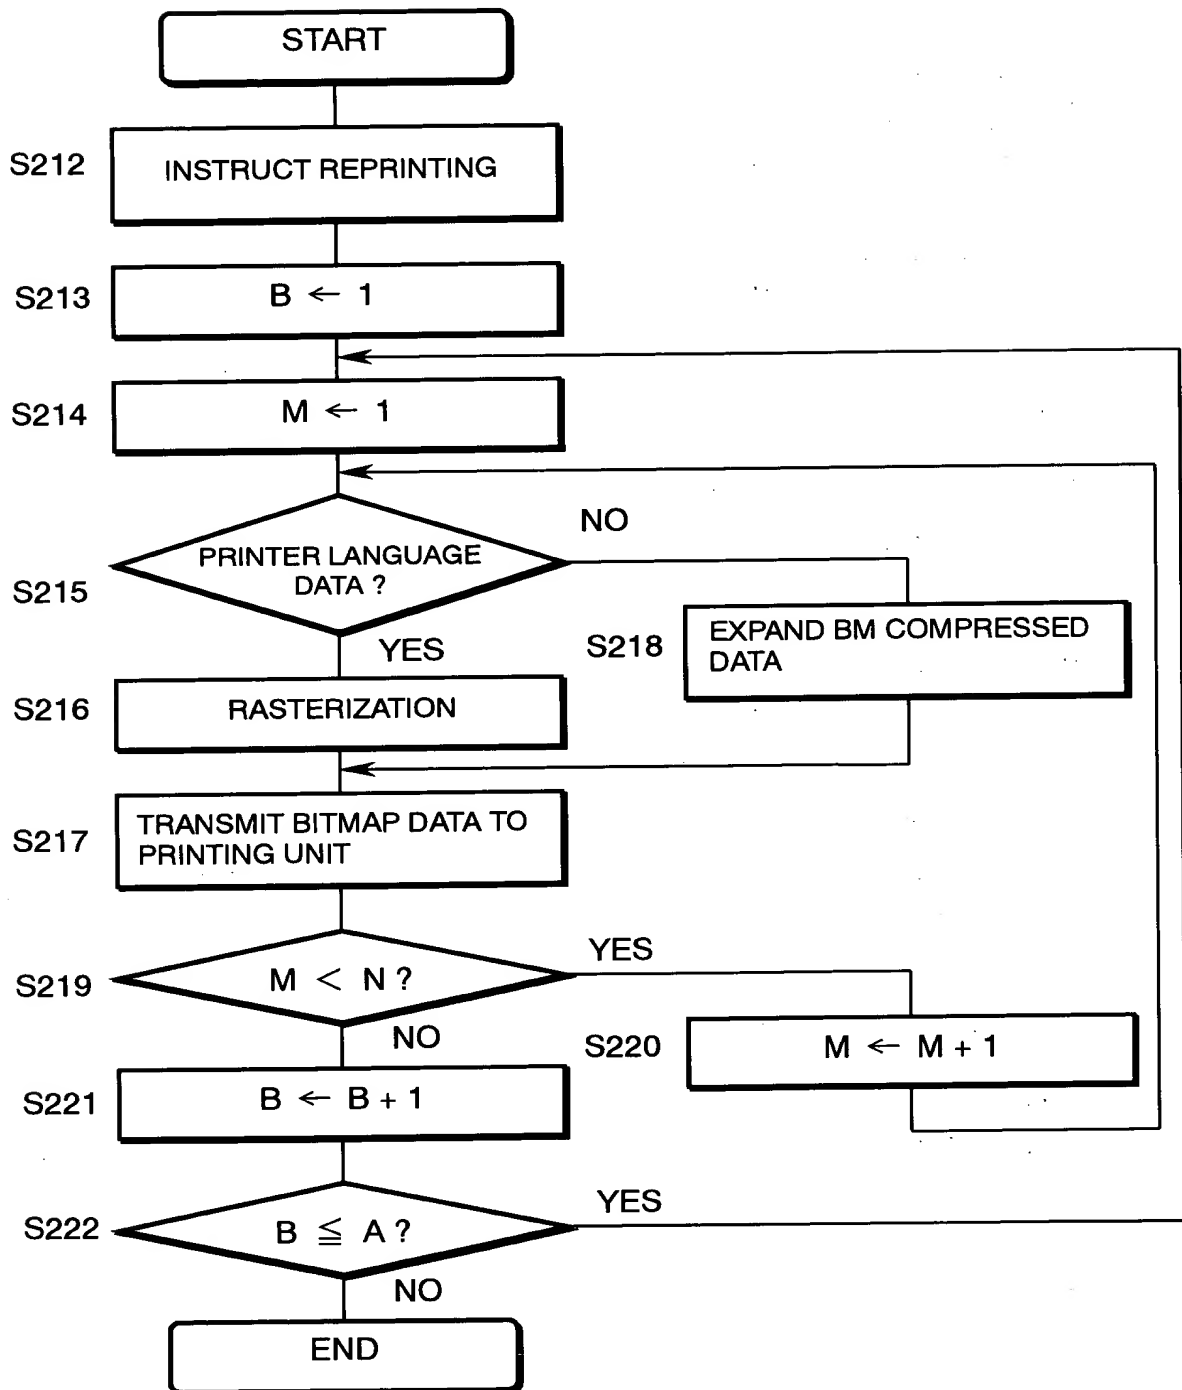 START
S212
INSTRUCT REPRINTING
S213
B ← 1
S214
M ← 1
S215
PRINTER LANGUAGE
DATA ?
NO
YES
S218
EXPAND BM COMPRESSED
DATA
S216
RASTERIZATION
S217
TRANSMIT BITMAP DATA TO
PRINTING UNIT
S219
M < N ?
YES
NO
S220
M ← M + 1
S221
B ← B + 1
S222
B ≦ A ?
YES
NO
END